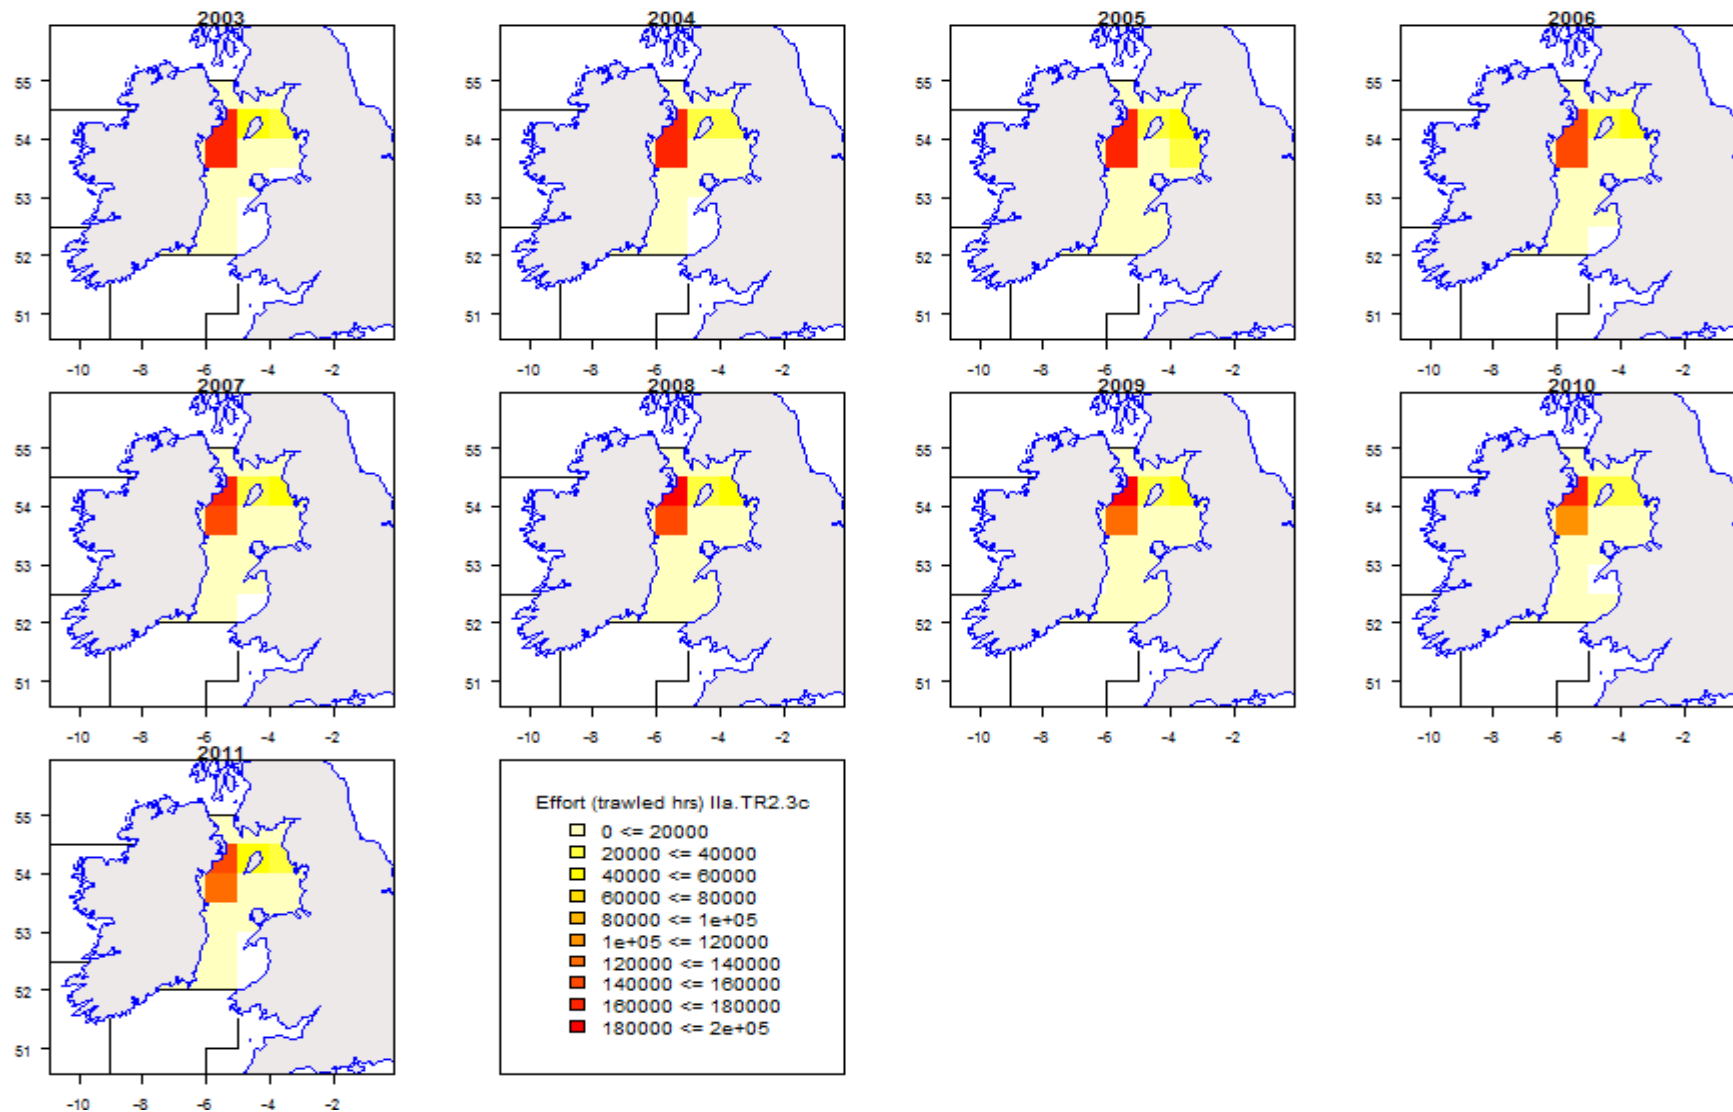 2003 2004 2005 2006
55 55 55 55
54 54 54 54
53 53 53 53
52 52 52 52
51 51 51 51
-10 -8 -6 -4 -2 -10 -8 -6 -4 -2 -10 -8 -6 -4 -2 -10 -8 -6 -4 -2
2007 2008 2009 2010
55 55 55 55
54 54 54 54
53 53 53 53
52 52 52 52
51 51 51 51
-10 -8 -6 -4 -2 -10 -8 -6 -4 -2 -10 -8 -6 -4 -2 -10 -8 -6 -4 -2
2011
55
54
53
52
51
-10 -8 -6 -4 -2
Effort (trawled hrs) IIa.TR2.3c
0 <= 20000
20000 <= 40000
40000 <= 60000
60000 <= 80000
80000 <= 1e+05
1e+05 <= 120000
120000 <= 140000
140000 <= 160000
160000 <= 180000
180000 <= 2e+05